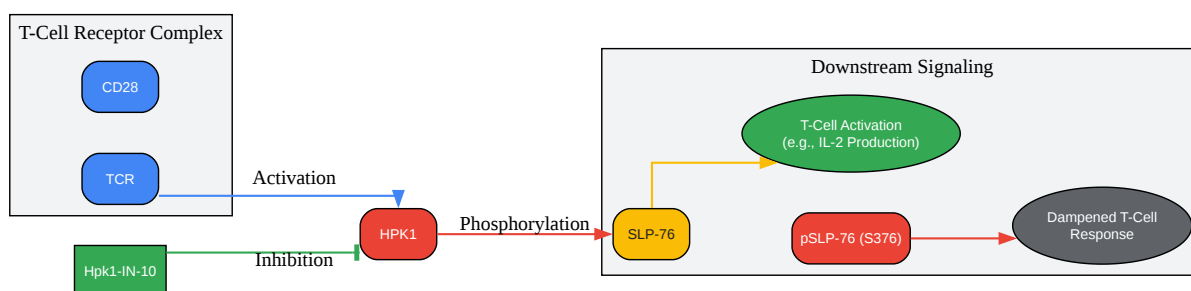 T-Cell Receptor Complex
CD28
TCR
Activation
Hpk1-IN-10
Inhibition
HPK1
Phosphorylation
Downstream Signaling
T-Cell Activation
(e.g., IL-2 Production)
SLP-76
pSLP-76 (S376)
Dampened T-Cell
Response